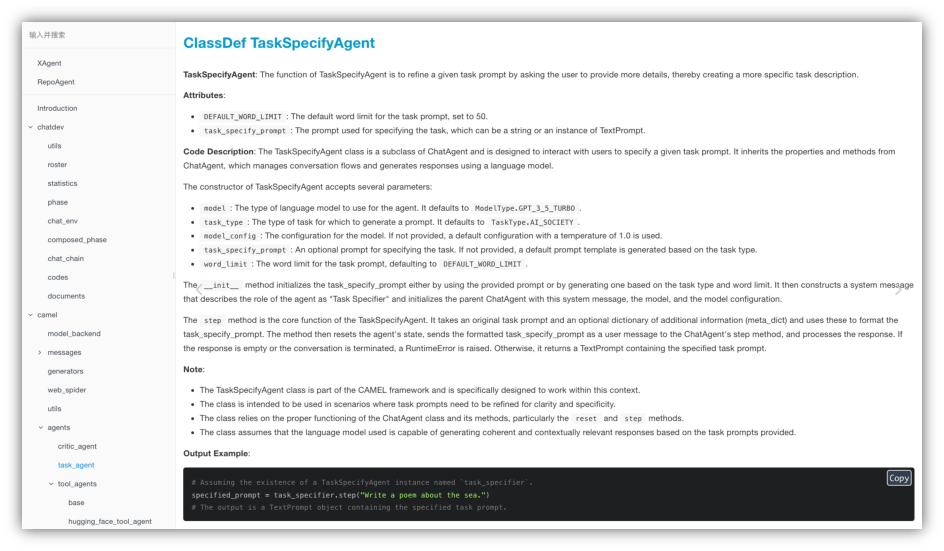 输入并搜索
XAgent
RepoAgent
Introduction
chatdev
utils
roster
statistics
phase
chat_env
composed_phase
chat_chain
codes
documents
camel
model_backend
messages
generators
web_spider
utils
agents
critic_agent
task_agent
tool_agents
base
hugging_face_tool_agent
ClassDef TaskSpecifyAgent
TaskSpecifyAgent: The function of TaskSpecifyAgent is to refine a given task prompt by asking the user to provide more details, thereby creating a more specific task description.
Attributes:
• DEFAULT_WORD_LIMIT : The default word limit for the task prompt, set to 50.
• task_specify_prompt : The prompt used for specifying the task, which can be a string or an instance of TextPrompt.
Code Description: The TaskSpecifyAgent class is a subclass of ChatAgent and is designed to interact with users to specify a given task prompt. It inherits the properties and methods from
ChatAgent, which manages conversation flows and generates responses using a language model.
The constructor of TaskSpecifyAgent accepts several parameters:
• model : The type of language model to use for the agent. It defaults to ModelType.GPT_3_5_TURBO .
• task_type : The type of task for which to generate a prompt. It defaults to TaskType.AI_SOCIETY .
• model_config : The configuration for the model. If not provided, a default configuration with a temperature of 1.0 is used.
• task_specify_prompt : An optional prompt for specifying the task. If not provided, a default prompt template is generated based on the task type.
• word_limit : The word limit for the task prompt, defaulting to DEFAULT_WORD_LIMIT .
The __init__ method initializes the task_specify_prompt either by using the provided prompt or by generating one based on the task type and word limit. It then constructs a system message
that describes the role of the agent as "Task Specifier" and initializes the parent ChatAgent with this system message, the model, and the model configuration.
The step method is the core function of the TaskSpecifyAgent. It takes an original task prompt and an optional dictionary of additional information (meta_dict) and uses these to format the
task_specify_prompt. The method then resets the agent's state, sends the formatted task_specify_prompt as a user message to the ChatAgent's step method, and processes the response. If
the response is empty or the conversation is terminated, a RuntimeError is raised. Otherwise, it returns a TextPrompt containing the specified task prompt.
Note:
• The TaskSpecifyAgent class is part of the CAMEL framework and is specifically designed to work within this context.
• The class is intended to be used in scenarios where task prompts need to be refined for clarity and specificity.
• The class relies on the proper functioning of the ChatAgent class and its methods, particularly the reset and step methods.
• The class assumes that the language model used is capable of generating coherent and contextually relevant responses based on the task prompts provided.
Output Example:
Copy
# Assuming the existence of a TaskSpecifyAgent instance named `task_specifier`.
specified_prompt = task_specifier.step("Write a poem about the sea.")
# The output is a TextPrompt object containing the specified task prompt.